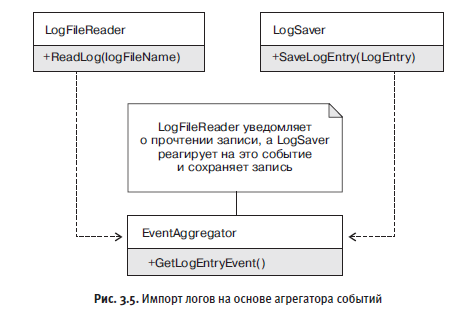 LogFileReader
+ReadLog(logFileName)
LogSaver
+SaveLogEntry(LogEntry)
LogFileReader уведомляет
о прочтении записи, а LogSaver
реагирует на это событие
и сохраняет запись
EventAggregator
+GetLogEntryEvent()
Рис. 3.5. Импорт логов на основе агрегатора событий